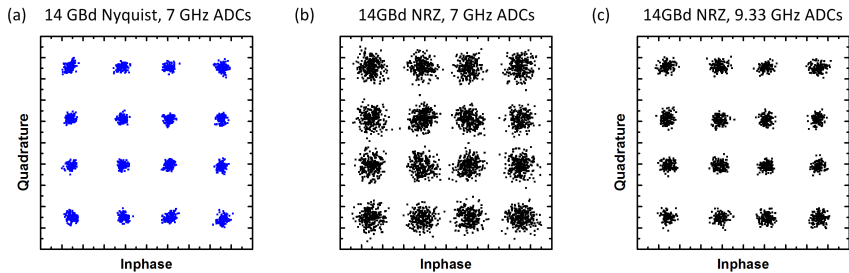 (a) 14 GBd Nyquist, 7 GHz ADCs
Quadrature
Inphase
(b) 14GBd NRZ, 7 GHz ADCs
Inphase
(c) 14GBd NRZ, 9.33 GHz ADCs
Quadrature
Inphase